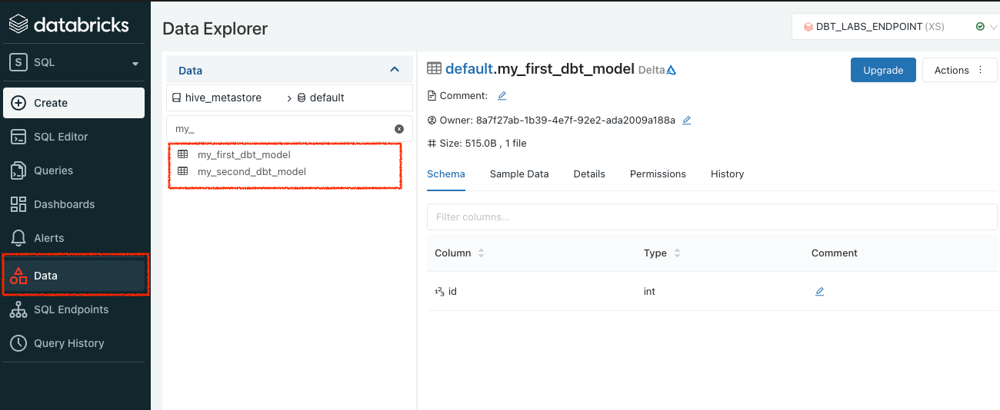 databricks
S SQL
Create
SQL Editor
Queries
Dashboards
Alerts
Data
SQL Endpoints
Query History
Data Explorer
DBT_LABS_ENDPOINT (XS)
Data
hive_metastore > default
my_
my_first_dbt_model
my_second_dbt_model
default.my_first_dbt_model Delta
Upgrade
Actions
Comment:
Owner: 8a7f27ab-1b39-4e7f-92e2-ada2009a188a
# Size: 515.0B , 1 file
Schema Sample Data Details Permissions History
Filter columns...
Column Type Comment
123 id int